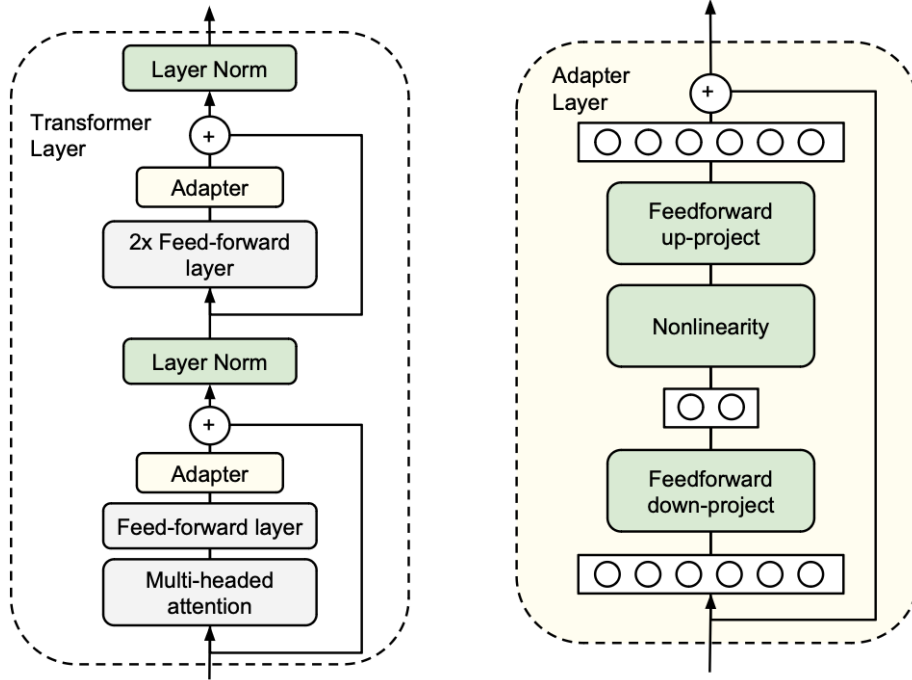 Layer Norm
Transformer
Layer
+
Adapter
2x Feed-forward
layer
Layer Norm
+
Adapter
Feed-forward layer
Multi-headed
attention
Adapter
Layer
+
Feedforward
up-project
Nonlinearity
Feedforward
down-project